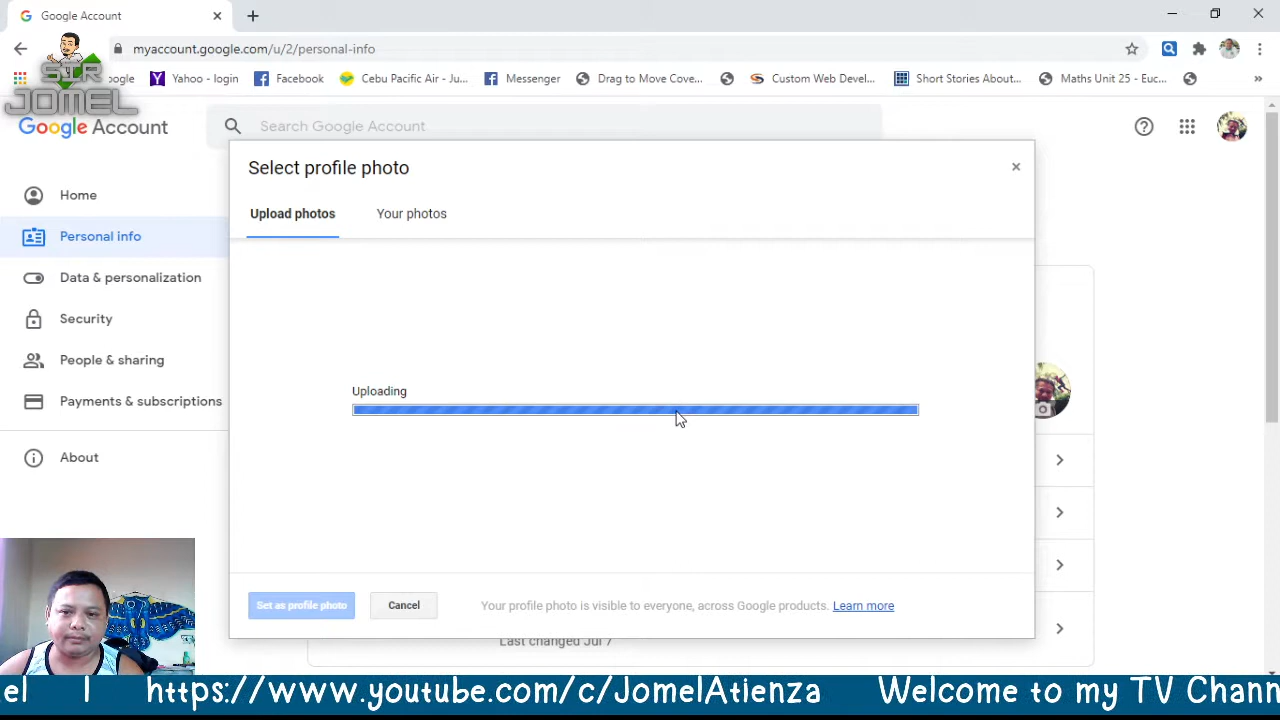 Google Account
myaccount.google.com/u/2/personal-info
oogle
Yahoo - login
Facebook
Cebu Pacific Air - Ju...
Messenger
Drag to Move Cove...
Custom Web Devel...
Short Stories About...
Maths Unit 25 - Euc...
»
SIR
JOMEL
Google Account
Search Google Account
Select profile photo
×
Upload photos
Your photos
Home
Personal info
Data & personalization
Security
People & sharing
Payments & subscriptions
About
Uploading
Set as profile photo
Cancel
Your profile photo is visible to everyone, across Google products. Learn more
Last changed Jul 7
el I https://www.youtube.com/c/JomelAtienza Welcome to my TV Chann